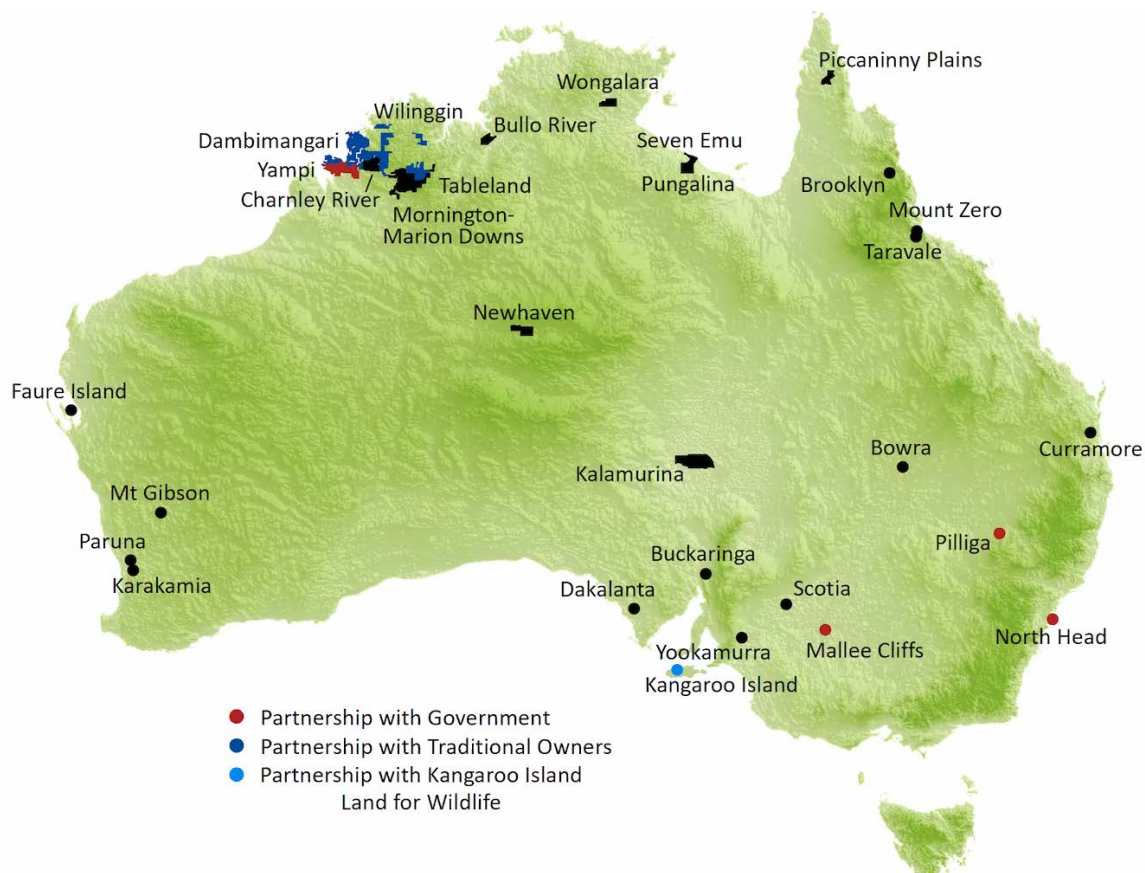 Piccaninny Plains
Wongalara
Wilinggin
Bullo River
Dambimangari
Seven Emu
Yampi
Pungalina
Brooklyn
Tableland
Charnley River
Mount Zero
Mornington-
Marion Downs
Taravale
Newhaven
Faure Island
Bowra
Curramore
Kalamurina
Mt Gibson
Paruna
Pilliga
Buckaringa
Karakamia
Dakalanta
Scotia
North Head
Mallee Cliffs
Yookamurra
Kangaroo Island
Partnership with Government
Partnership with Traditional Owners
Partnership with Kangaroo Island
Land for Wildlife